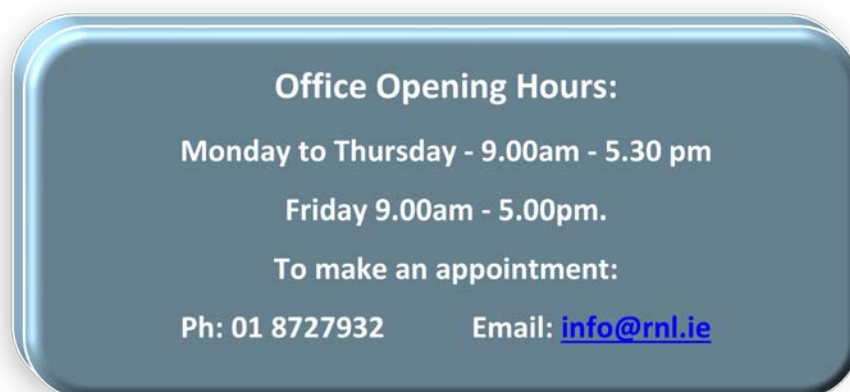 Office Opening Hours:
Monday to Thursday - 9.00am - 5.30 pm
Friday 9.00am - 5.00pm.
To make an appointment:
Ph: 01 8727932 Email: info@rnl.ie